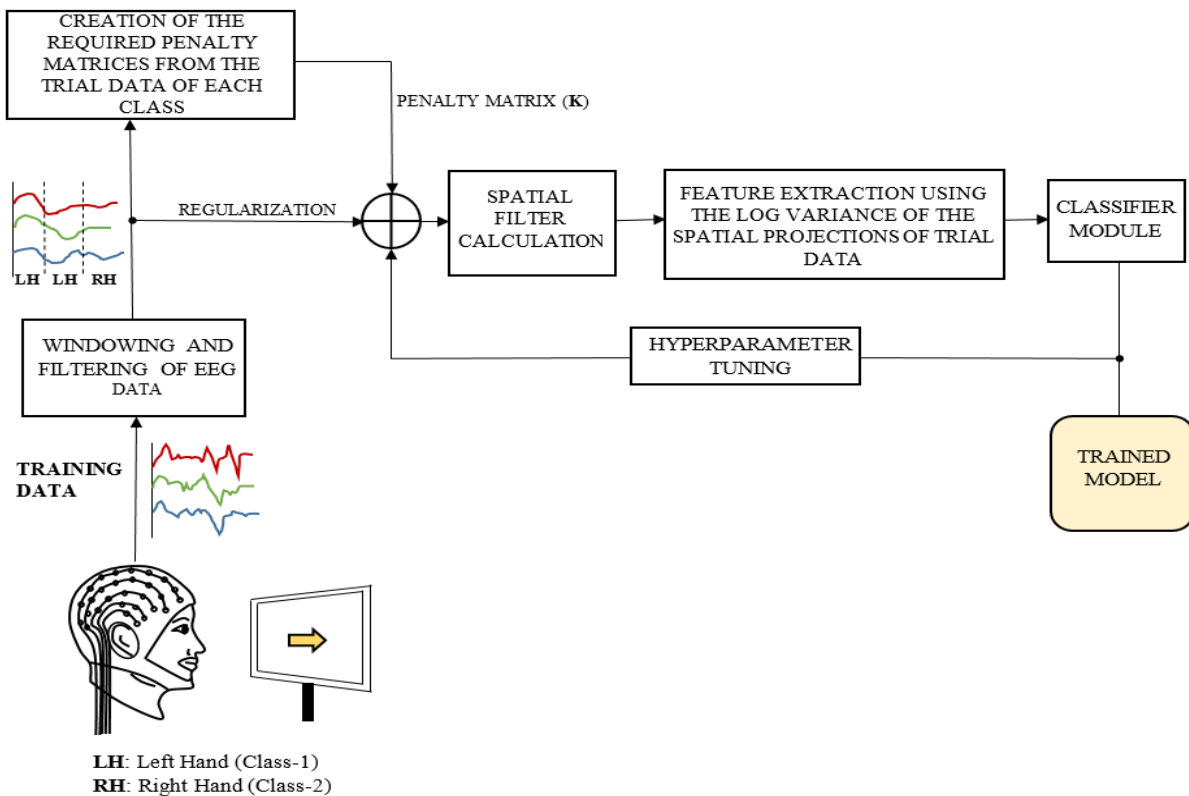 CREATION OF THE
REQUIRED PENALTY
MATRICES FROM THE
TRIAL DATA OF EACH
CLASS
PENALTY MATRIX (K)
REGULARIZATION
SPATIAL
FILTER
CALCULATION
FEATURE EXTRACTION USING
THE LOG VARIANCE OF THE
SPATIAL PROJECTIONS OF TRIAL
DATA
CLASSIFIER
MODULE
LH LH RH
WINDOWING AND
FILTERING OF EEG
DATA
HYPERPARAMETER
TUNING
TRAINING
DATA
TRAINED
MODEL
LH: Left Hand (Class-1)
RH: Right Hand (Class-2)